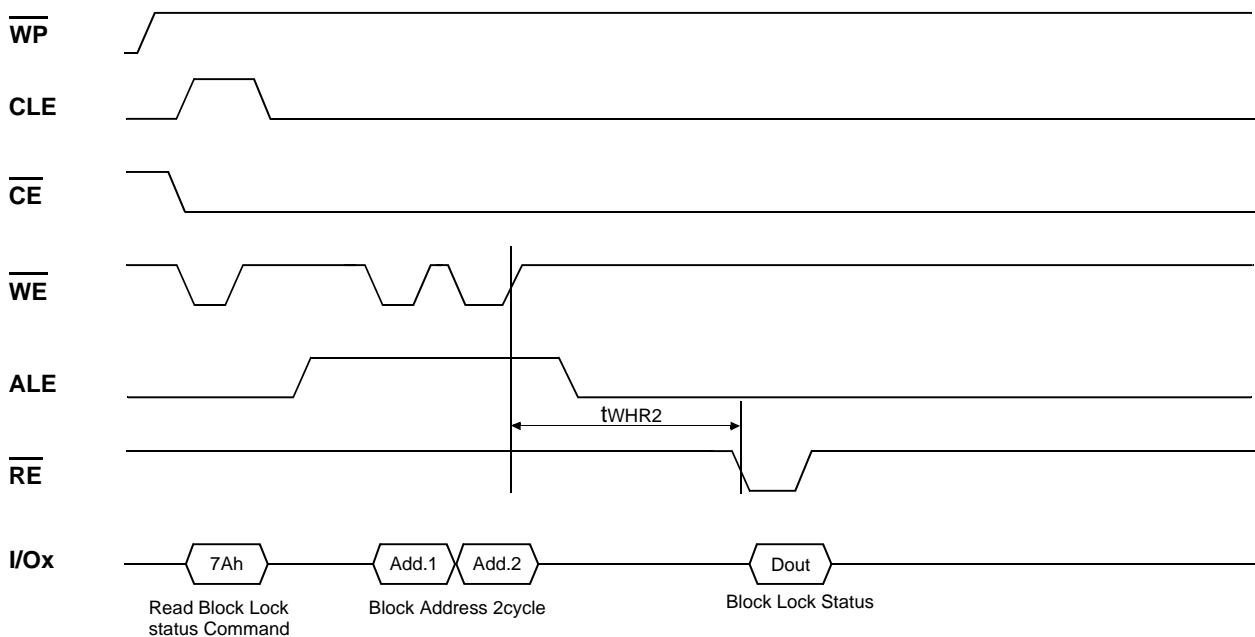 WP
CLE
CE
WE
ALE
tWHR2
RE
I/Ox
7Ah
Add.1
Add.2
Dout
Read Block Lock
status Command
Block Address 2cycle
Block Lock Status